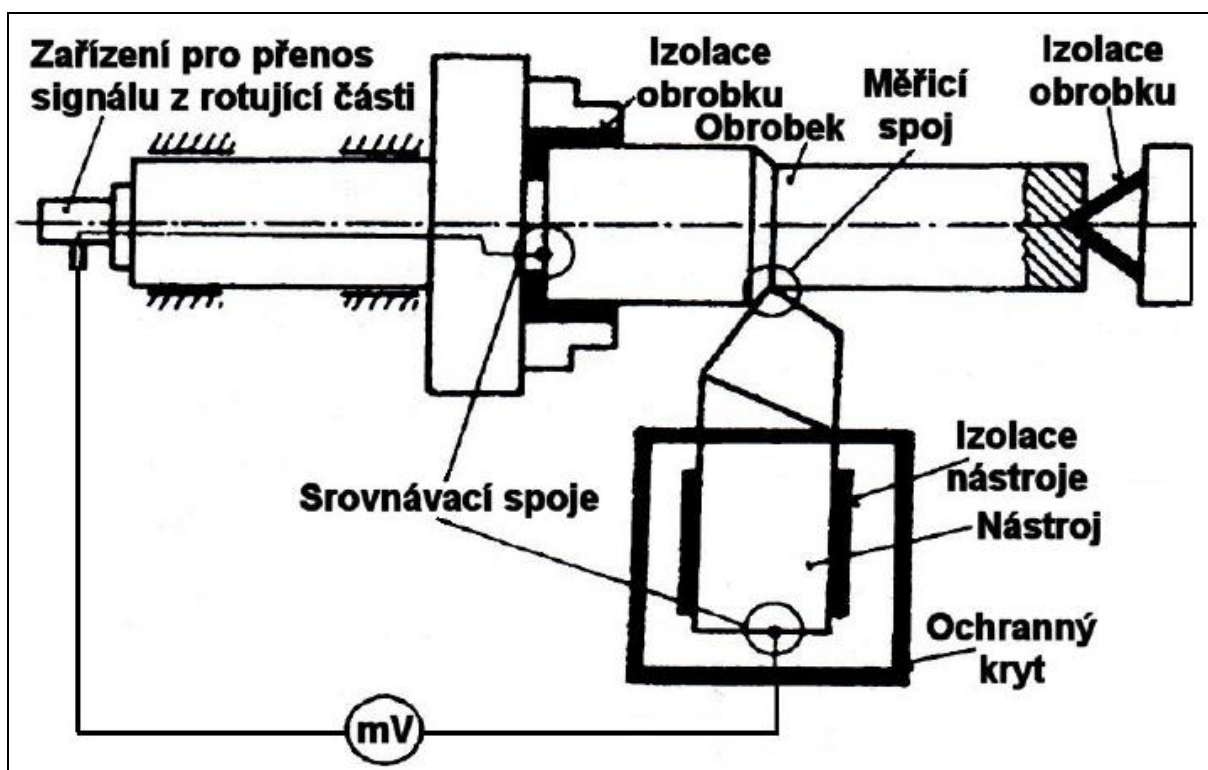 Zařízení pro přenos
signálu z rotující části
Izolace
obrobku
Obrobek
Měřicí
spoj
Izolace
obrobku
Srovnávací spoje
Izolace
nástroje
Nástroj
Ochranný
kryt
mV